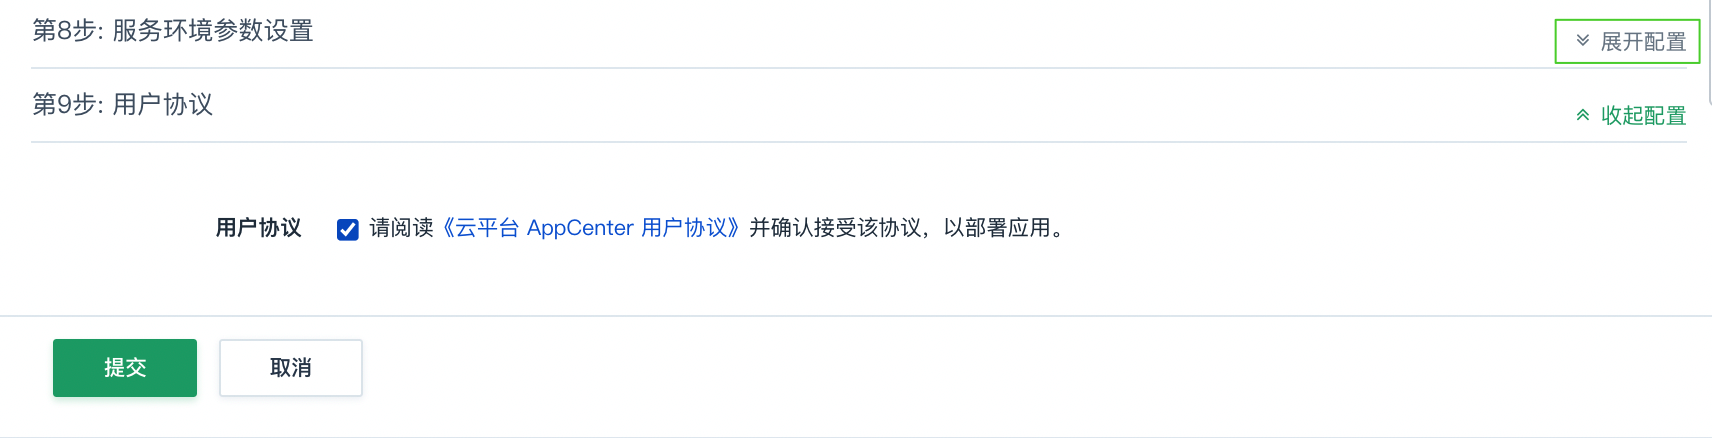 第8步: 服务环境参数设置
展开配置
第9步: 用户协议
收起配置
用户协议 请阅读《云平台 AppCenter 用户协议》并确认接受该协议，以部署应用。
提交 取消